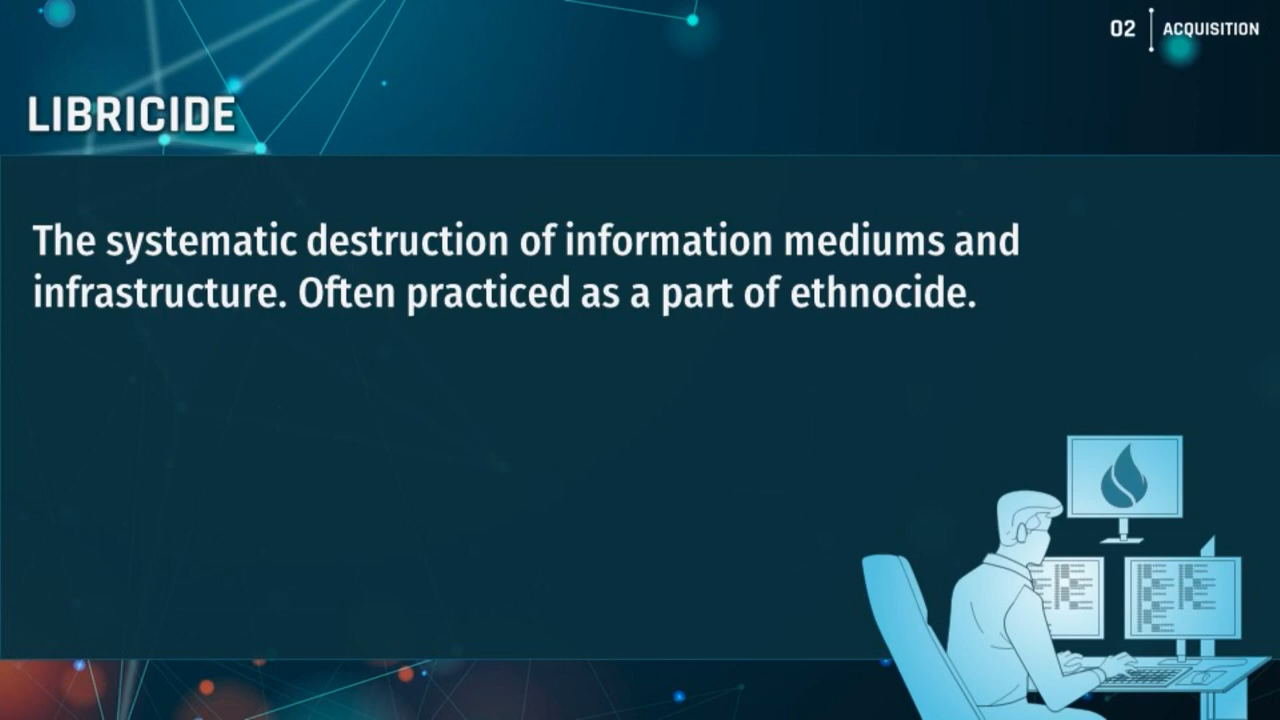 02 ACQUISITION
LIBRICIDE
The systematic destruction of information mediums and
infrastructure. Often practiced as a part of ethnocide.